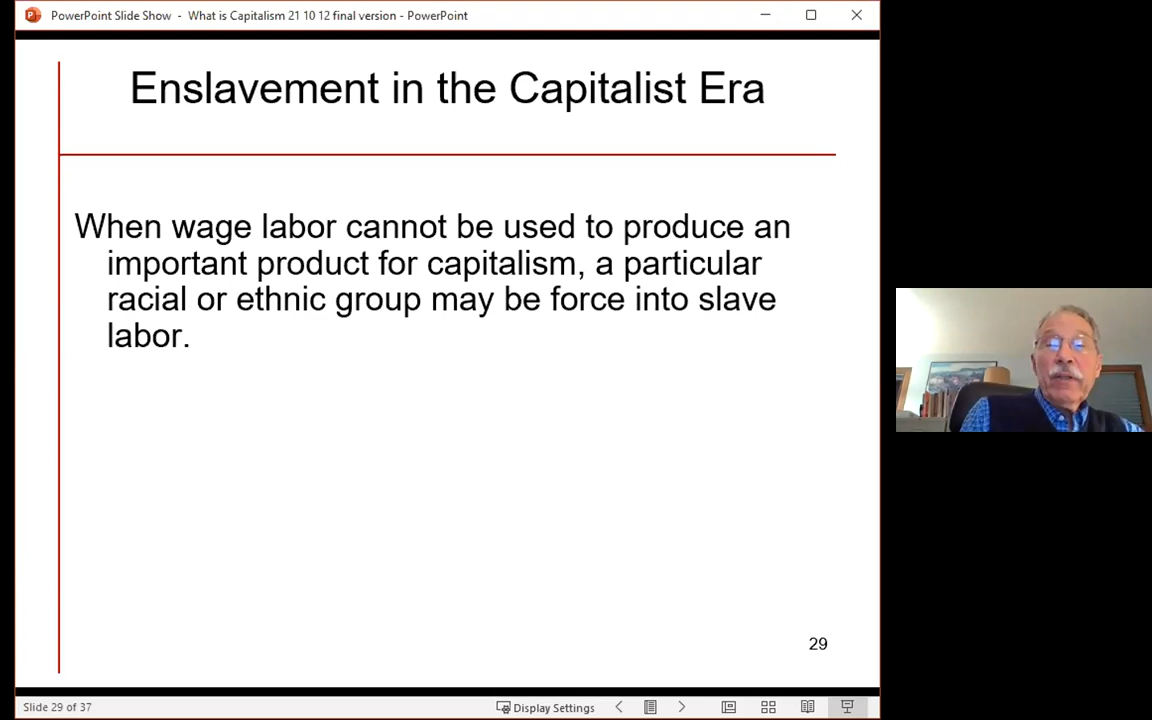 PowerPoint Slide Show - What is Capitalism 21 10 12 final version - PowerPoint
Enslavement in the Capitalist Era
When wage labor cannot be used to produce an
important product for capitalism, a particular
racial or ethnic group may be force into slave
labor.
29
Slide 29 of 37
Display Settings